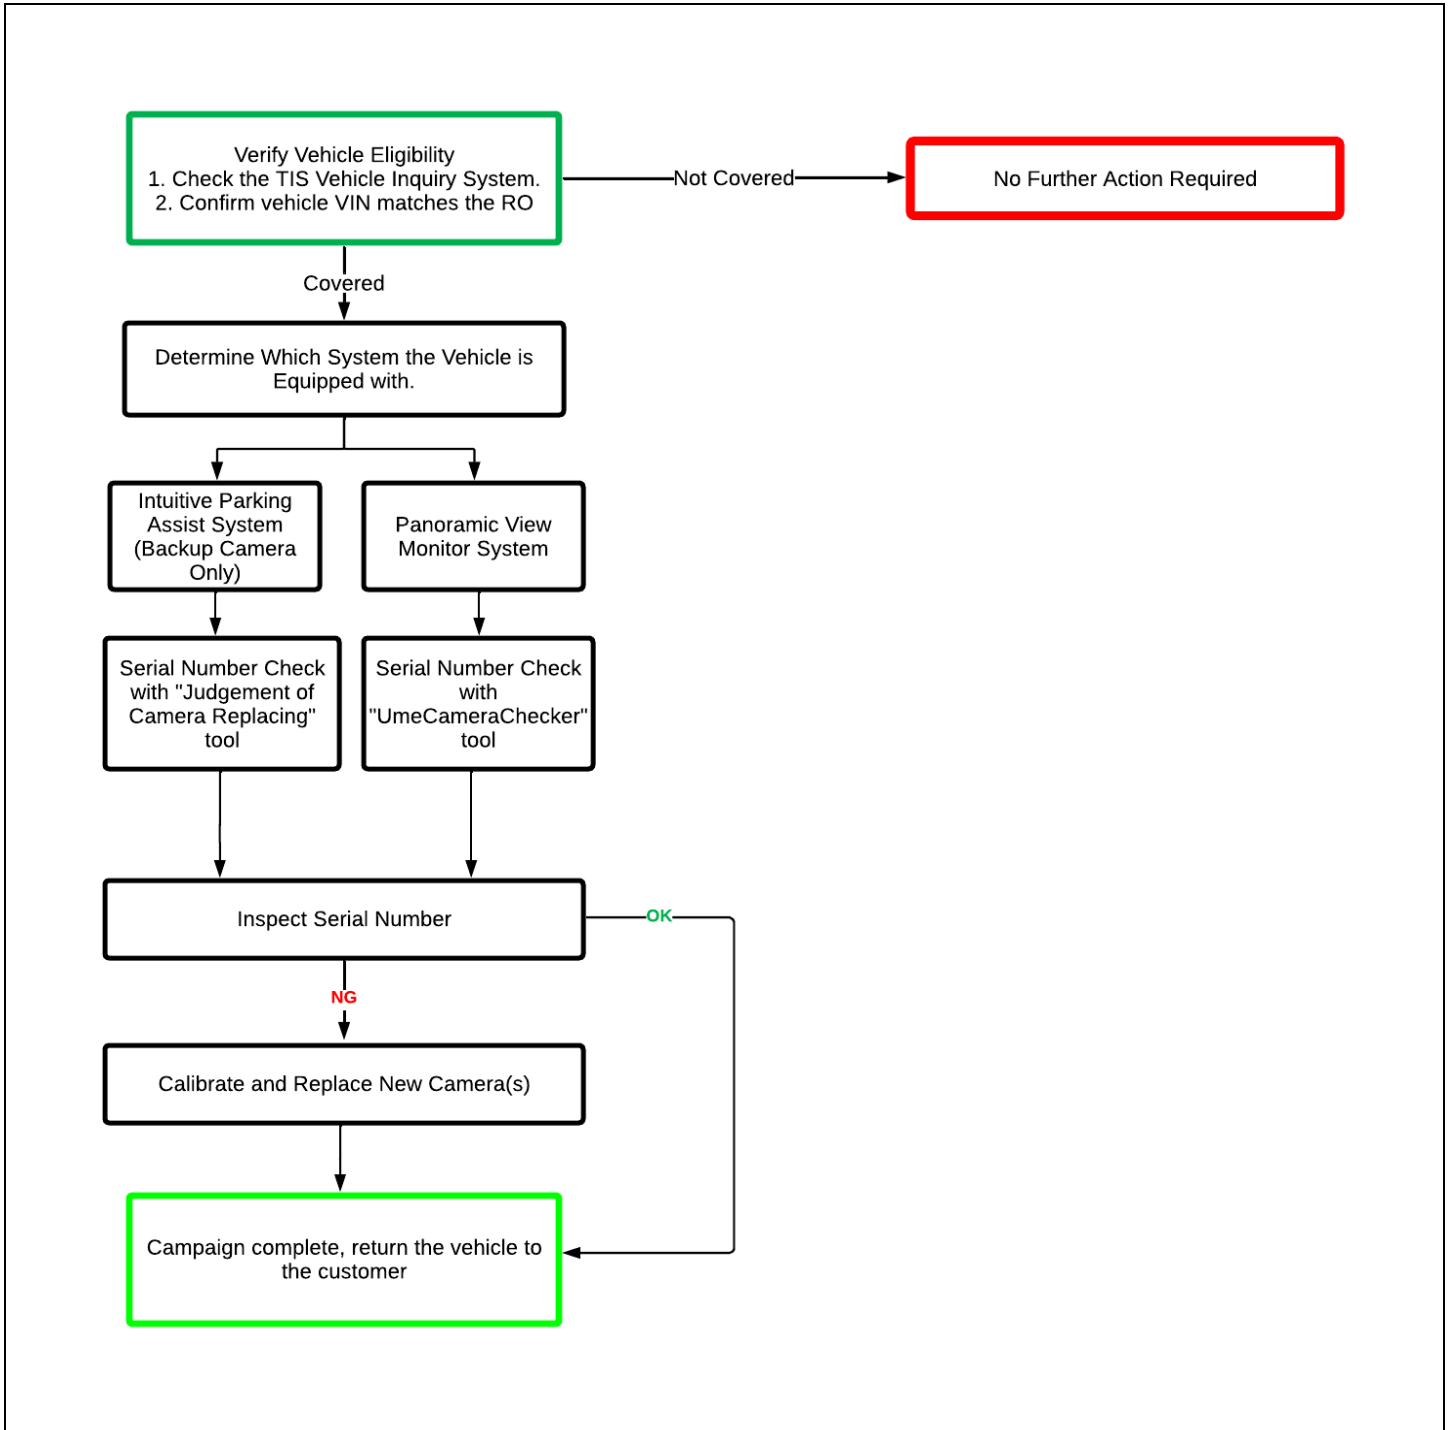 Verify Vehicle Eligibility
1. Check the TIS Vehicle Inquiry System.
2. Confirm vehicle VIN matches the RO
Not Covered
No Further Action Required
Covered
Determine Which System the Vehicle is
Equipped with.
Intuitive Parking
Assist System
(Backup Camera
Only)
Panoramic View
Monitor System
Serial Number Check
with "Judgement of
Camera Replacing"
tool
Serial Number Check
with
"UmeCameraChecker"
tool
Inspect Serial Number
OK
NG
Calibrate and Replace New Camera(s)
Campaign complete, return the vehicle to
the customer